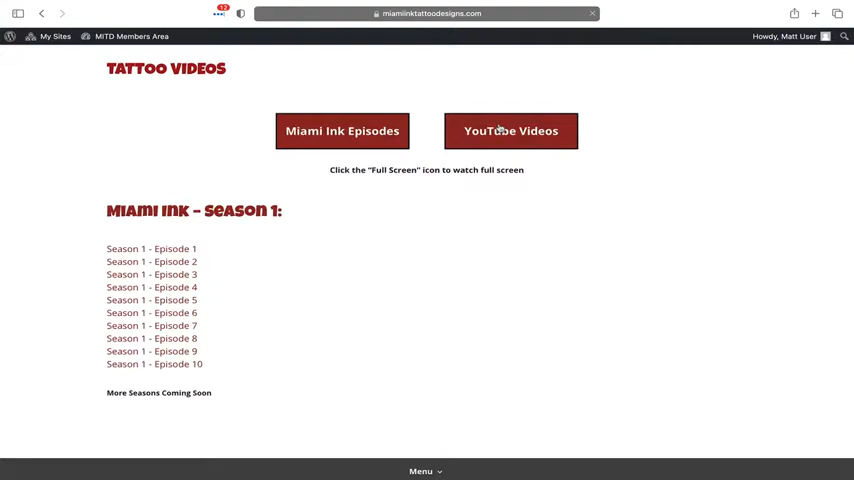 12
miamiinktattoodesigns.com
My Sites
MITD Members Area
Howdy, Matt User
TATTOO VIDEOS
Miami Ink Episodes
YouTube Videos
Click the “Full Screen” icon to watch full screen
Miami Ink – Season 1:
Season 1 - Episode 1
Season 1 - Episode 2
Season 1 - Episode 3
Season 1 - Episode 4
Season 1 - Episode 5
Season 1 - Episode 6
Season 1 - Episode 7
Season 1 - Episode 8
Season 1 - Episode 9
Season 1 - Episode 10
More Seasons Coming Soon
Menu